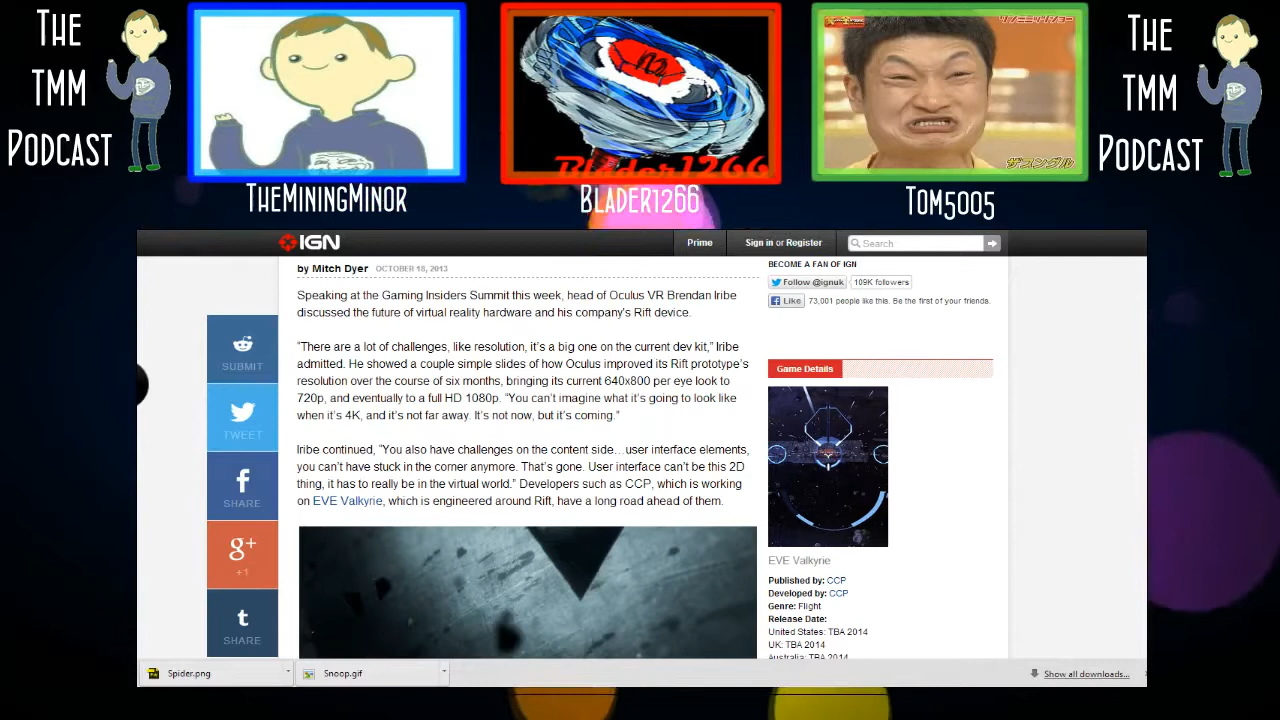 The
TMM
Podcast
TheMiningMinor
Blader1266
Blader1266
ザ・スングル
Tom5005
The
TMM
Podcast
IGN
Prime
Sign in or Register
Search
by Mitch Dyer OCTOBER 18, 2013
Speaking at the Gaming Insiders Summit this week, head of Oculus VR Brendan Iribe
discussed the future of virtual reality hardware and his company's Rift device.
"There are a lot of challenges, like resolution, it's a big one on the current dev kit," Iribe
admitted. He showed a couple simple slides of how Oculus improved its Rift prototype's
resolution over the course of six months, bringing its current 640x800 per eye look to
720p, and eventually to a full HD 1080p. "You can't imagine what it's going to look like
when it's 4K, and it's not far away. It's not now, but it's coming."
Iribe continued, "You also have challenges on the content side…user interface elements,
you can't have stuck in the corner anymore. That's gone. User interface can't be this 2D
thing, it has to really be in the virtual world." Developers such as CCP, which is working
on EVE Valkyrie, which is engineered around Rift, have a long road ahead of them.
SUBMIT
TWEET
SHARE
g+
+1
t
SHARE
BECOME A FAN OF IGN
Follow @ignuk 109K followers
Like 73,001 people like this. Be the first of your friends.
Game Details
EVE Valkyrie
Published by: CCP
Developed by: CCP
Genre: Flight
Release Date:
United States: TBA 2014
UK: TBA 2014
Australia: TBA 2014
Spider.png
Snoop.gif
Show all downloads...